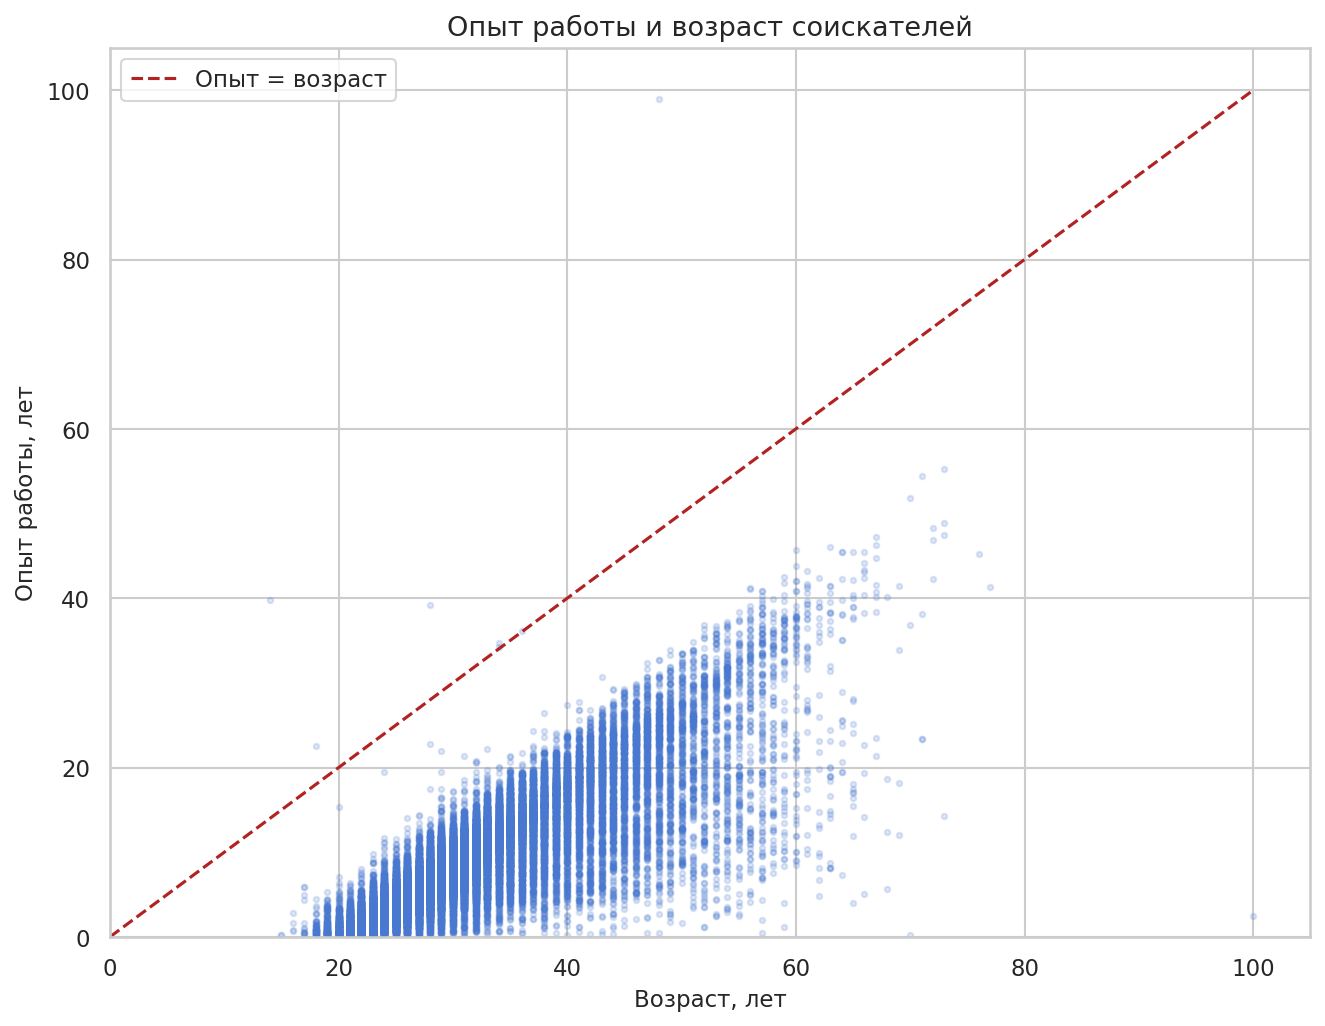 Опыт работы и возраст соискателей
Опыт = возраст
Опыт работы, лет
100
80
60
40
20
0
0 20 40 60 80 100
Возраст, лет